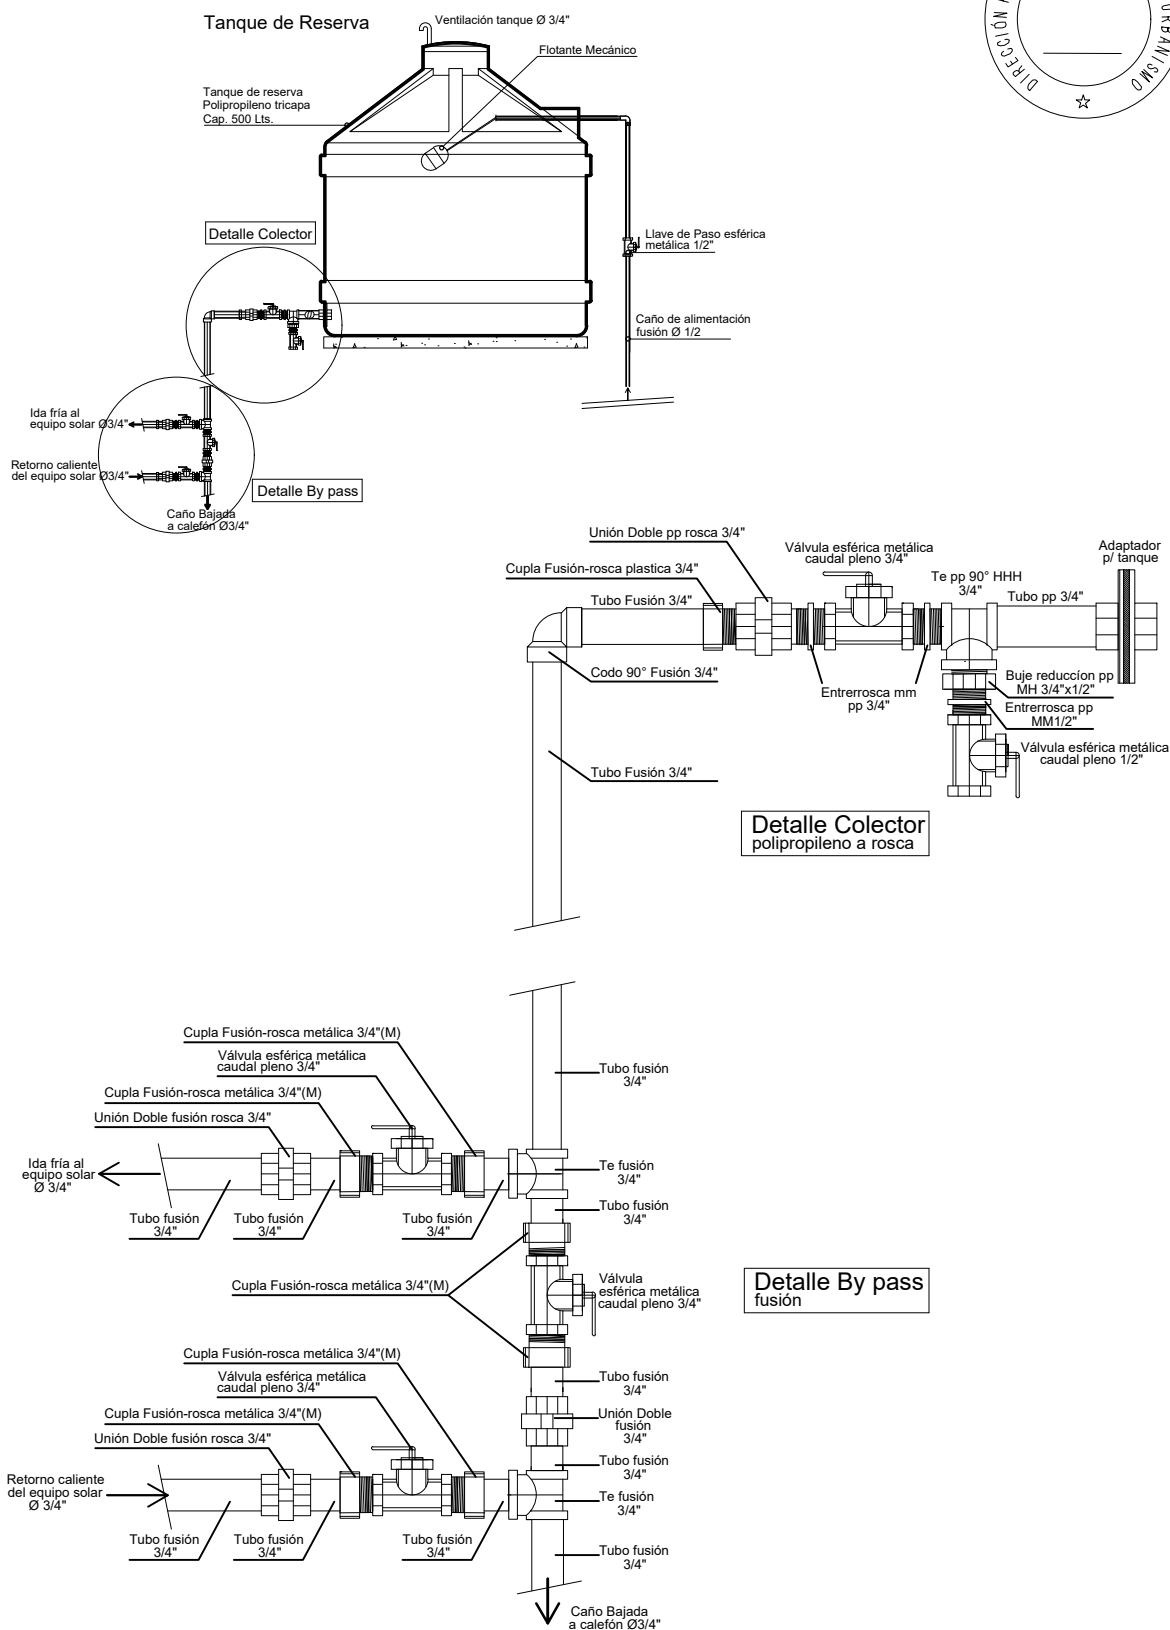 Tanque de Reserva
Ventilación tanque Ø 3/4"
Flotante Mecánico
Tanque de reserva
Polipropileno tricapa
Cap. 500 Lts.
DIRECCIÓN
URBANISMO
Detalle Colector
Llave de Paso esférica
metálica 1/2"
Caño de alimentación
fusión Ø 1/2
Ida fría al
equipo solar Ø3/4"
Retorno caliente
del equipo solar Ø3/4"
Detalle By pass
Caño Bajada
a calefón Ø3/4"
Unión Doble pp rosca 3/4"
Válvula esférica metálica
caudal pleno 3/4"
Adaptador
p/ tanque
Cupla Fusión-rosca plastica 3/4"
Te pp 90° HHH
3/4"
Tubo Fusión 3/4"
Tubo pp 3/4"
Codo 90° Fusión 3/4"
Entrerrosca mm
pp 3/4"
Buje reduccíon pp
MH 3/4"x1/2"
Entrerrosca pp
MM1/2"
Válvula esférica metálica
caudal pleno 1/2"
Tubo Fusión 3/4"
Detalle Colector
polipropileno a rosca
Cupla Fusión-rosca metálica 3/4"(M)
Válvula esférica metálica
caudal pleno 3/4"
Tubo fusión
3/4"
Cupla Fusión-rosca metálica 3/4"(M)
Unión Doble fusión rosca 3/4"
Ida fría al
equipo solar
Ø 3/4"
Te fusión
3/4"
Tubo fusión
3/4"
Tubo fusión
3/4"
Tubo fusión
3/4"
Tubo fusión
3/4"
Cupla Fusión-rosca metálica 3/4"(M)
Válvula
esférica metálica
caudal pleno 3/4"
Detalle By pass
fusión
Cupla Fusión-rosca metálica 3/4"(M)
Válvula esférica metálica
caudal pleno 3/4"
Tubo fusión
3/4"
Cupla Fusión-rosca metálica 3/4"(M)
Unión Doble
fusión
3/4"
Unión Doble fusión rosca 3/4"
Tubo fusión
3/4"
Retorno caliente
del equipo solar
Ø 3/4"
Te fusión
3/4"
Tubo fusión
3/4"
Tubo fusión
3/4"
Tubo fusión
3/4"
Tubo fusión
3/4"
Caño Bajada
a calefón Ø3/4"